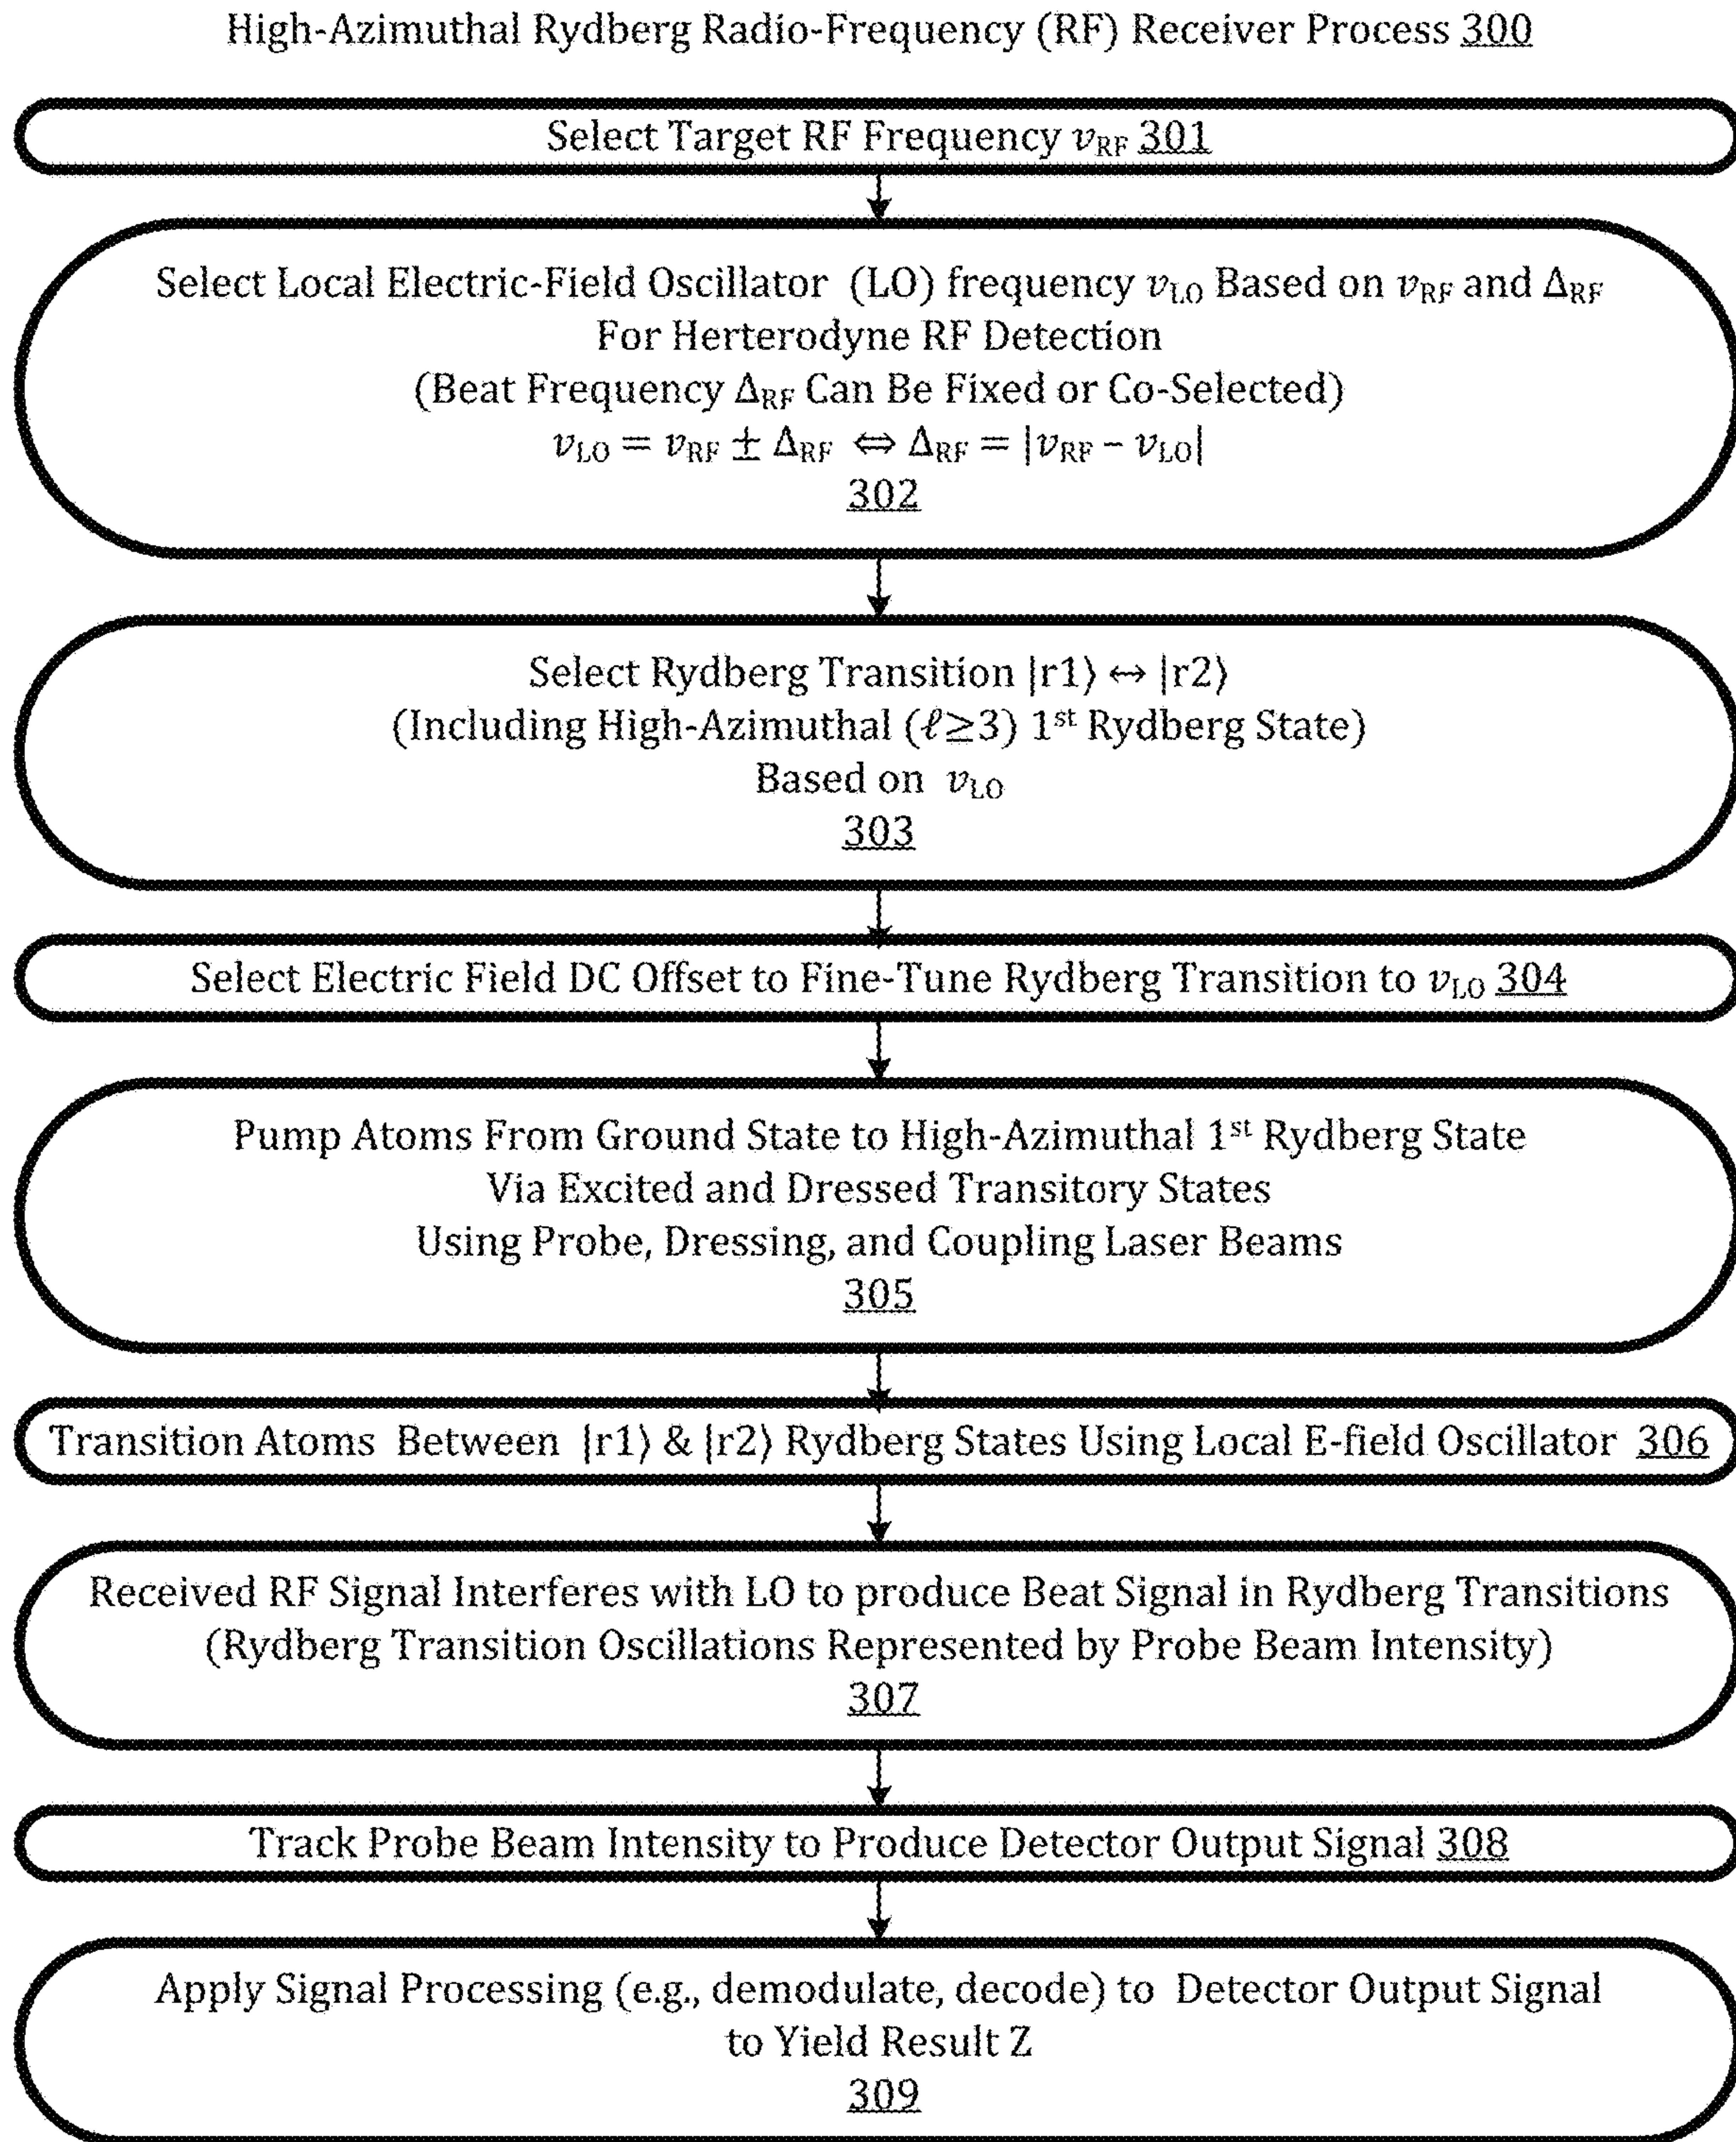 High-Azimuthal Rydberg Radio-Frequency (RF) Receiver Process 300
Select Target RF Frequency νRF 301
Select Local Electric-Field Oscillator (LO) frequency νLO Based on νRF and ΔRF
For Herterodyne RF Detection
(Beat Frequency ΔRF Can Be Fixed or Co-Selected)
νLO = νRF ± ΔRF ⇔ ΔRF = |νRF – νLO|
302
Select Rydberg Transition |r1⟩ ↔ |r2⟩
(Including High-Azimuthal (ℓ≥3) 1st Rydberg State)
Based on νLO
303
Select Electric Field DC Offset to Fine-Tune Rydberg Transition to νLO 304
Pump Atoms From Ground State to High-Azimuthal 1st Rydberg State
Via Excited and Dressed Transitory States
Using Probe, Dressing, and Coupling Laser Beams
305
Transition Atoms Between |r1⟩ & |r2⟩ Rydberg States Using Local E-field Oscillator 306
Received RF Signal Interferes with LO to produce Beat Signal in Rydberg Transitions
(Rydberg Transition Oscillations Represented by Probe Beam Intensity)
307
Track Probe Beam Intensity to Produce Detector Output Signal 308
Apply Signal Processing (e.g., demodulate, decode) to Detector Output Signal
to Yield Result Z
309